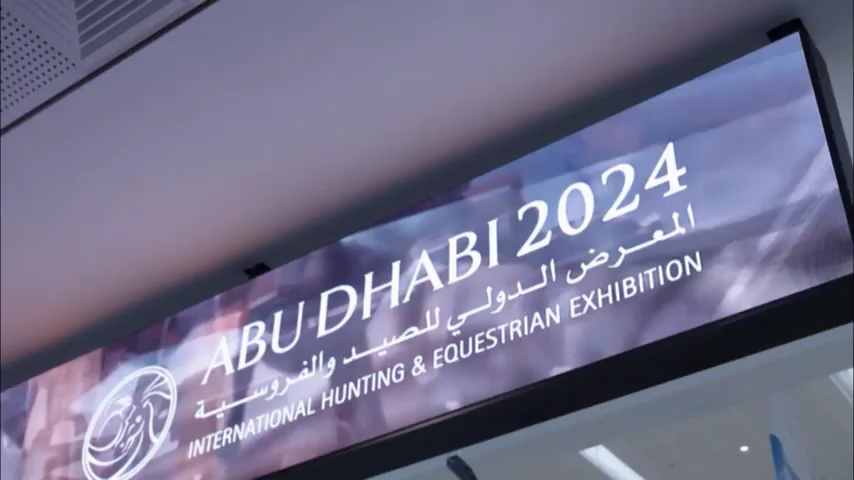 ABU DHABI 2024
المعرض الدولي للصيد والفروسية
INTERNATIONAL HUNTING & EQUESTRIAN EXHIBITION